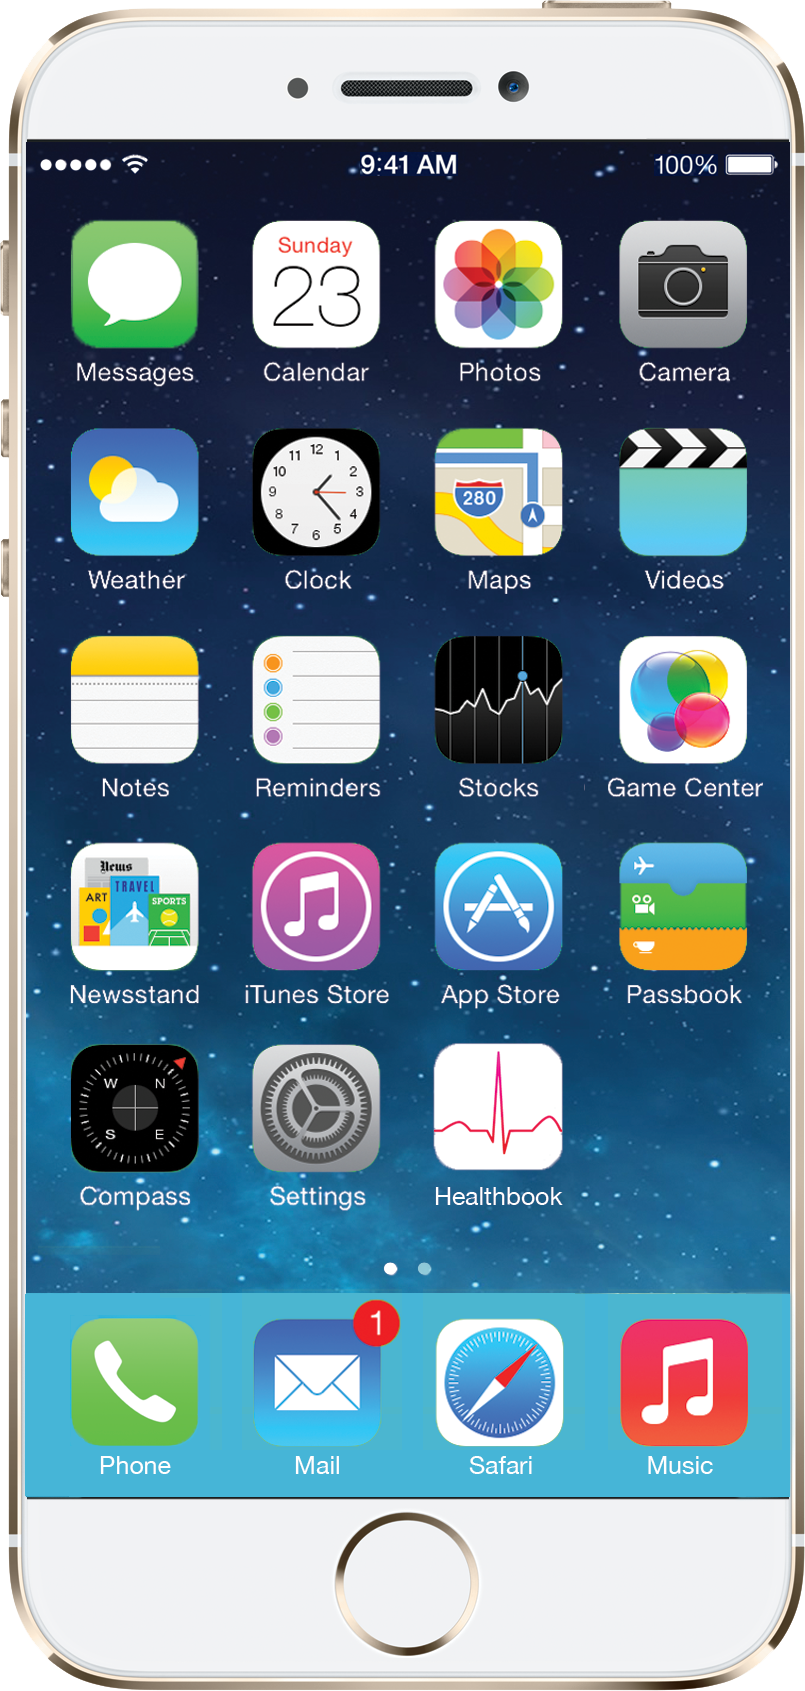 9:41 AM
100%
Sunday
23
Messages
Calendar
Photos
Camera
12
11
1
10
2
9
3
8
4
7
5
6
280
Weather
Clock
Maps
Videos
Notes
Reminders
Stocks
Game Center
News
ART
TRAVEL
SPORTS
Newsstand
iTunes Store
App Store
Passbook
W
N
S
E
Compass
Settings
Healthbook
1
Phone
Mail
Safari
Music